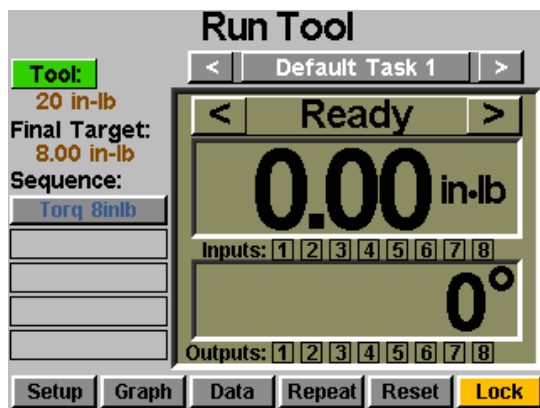 Run Tool
Tool:
< Default Task 1 >
20 in-lb
Final Target:
8.00 in-lb
Sequence:
Torq 8inlb
< Ready >
0.00 in•lb
Inputs: 1 2 3 4 5 6 7 8
0°
Outputs: 1 2 3 4 5 6 7 8
Setup Graph Data Repeat Reset Lock